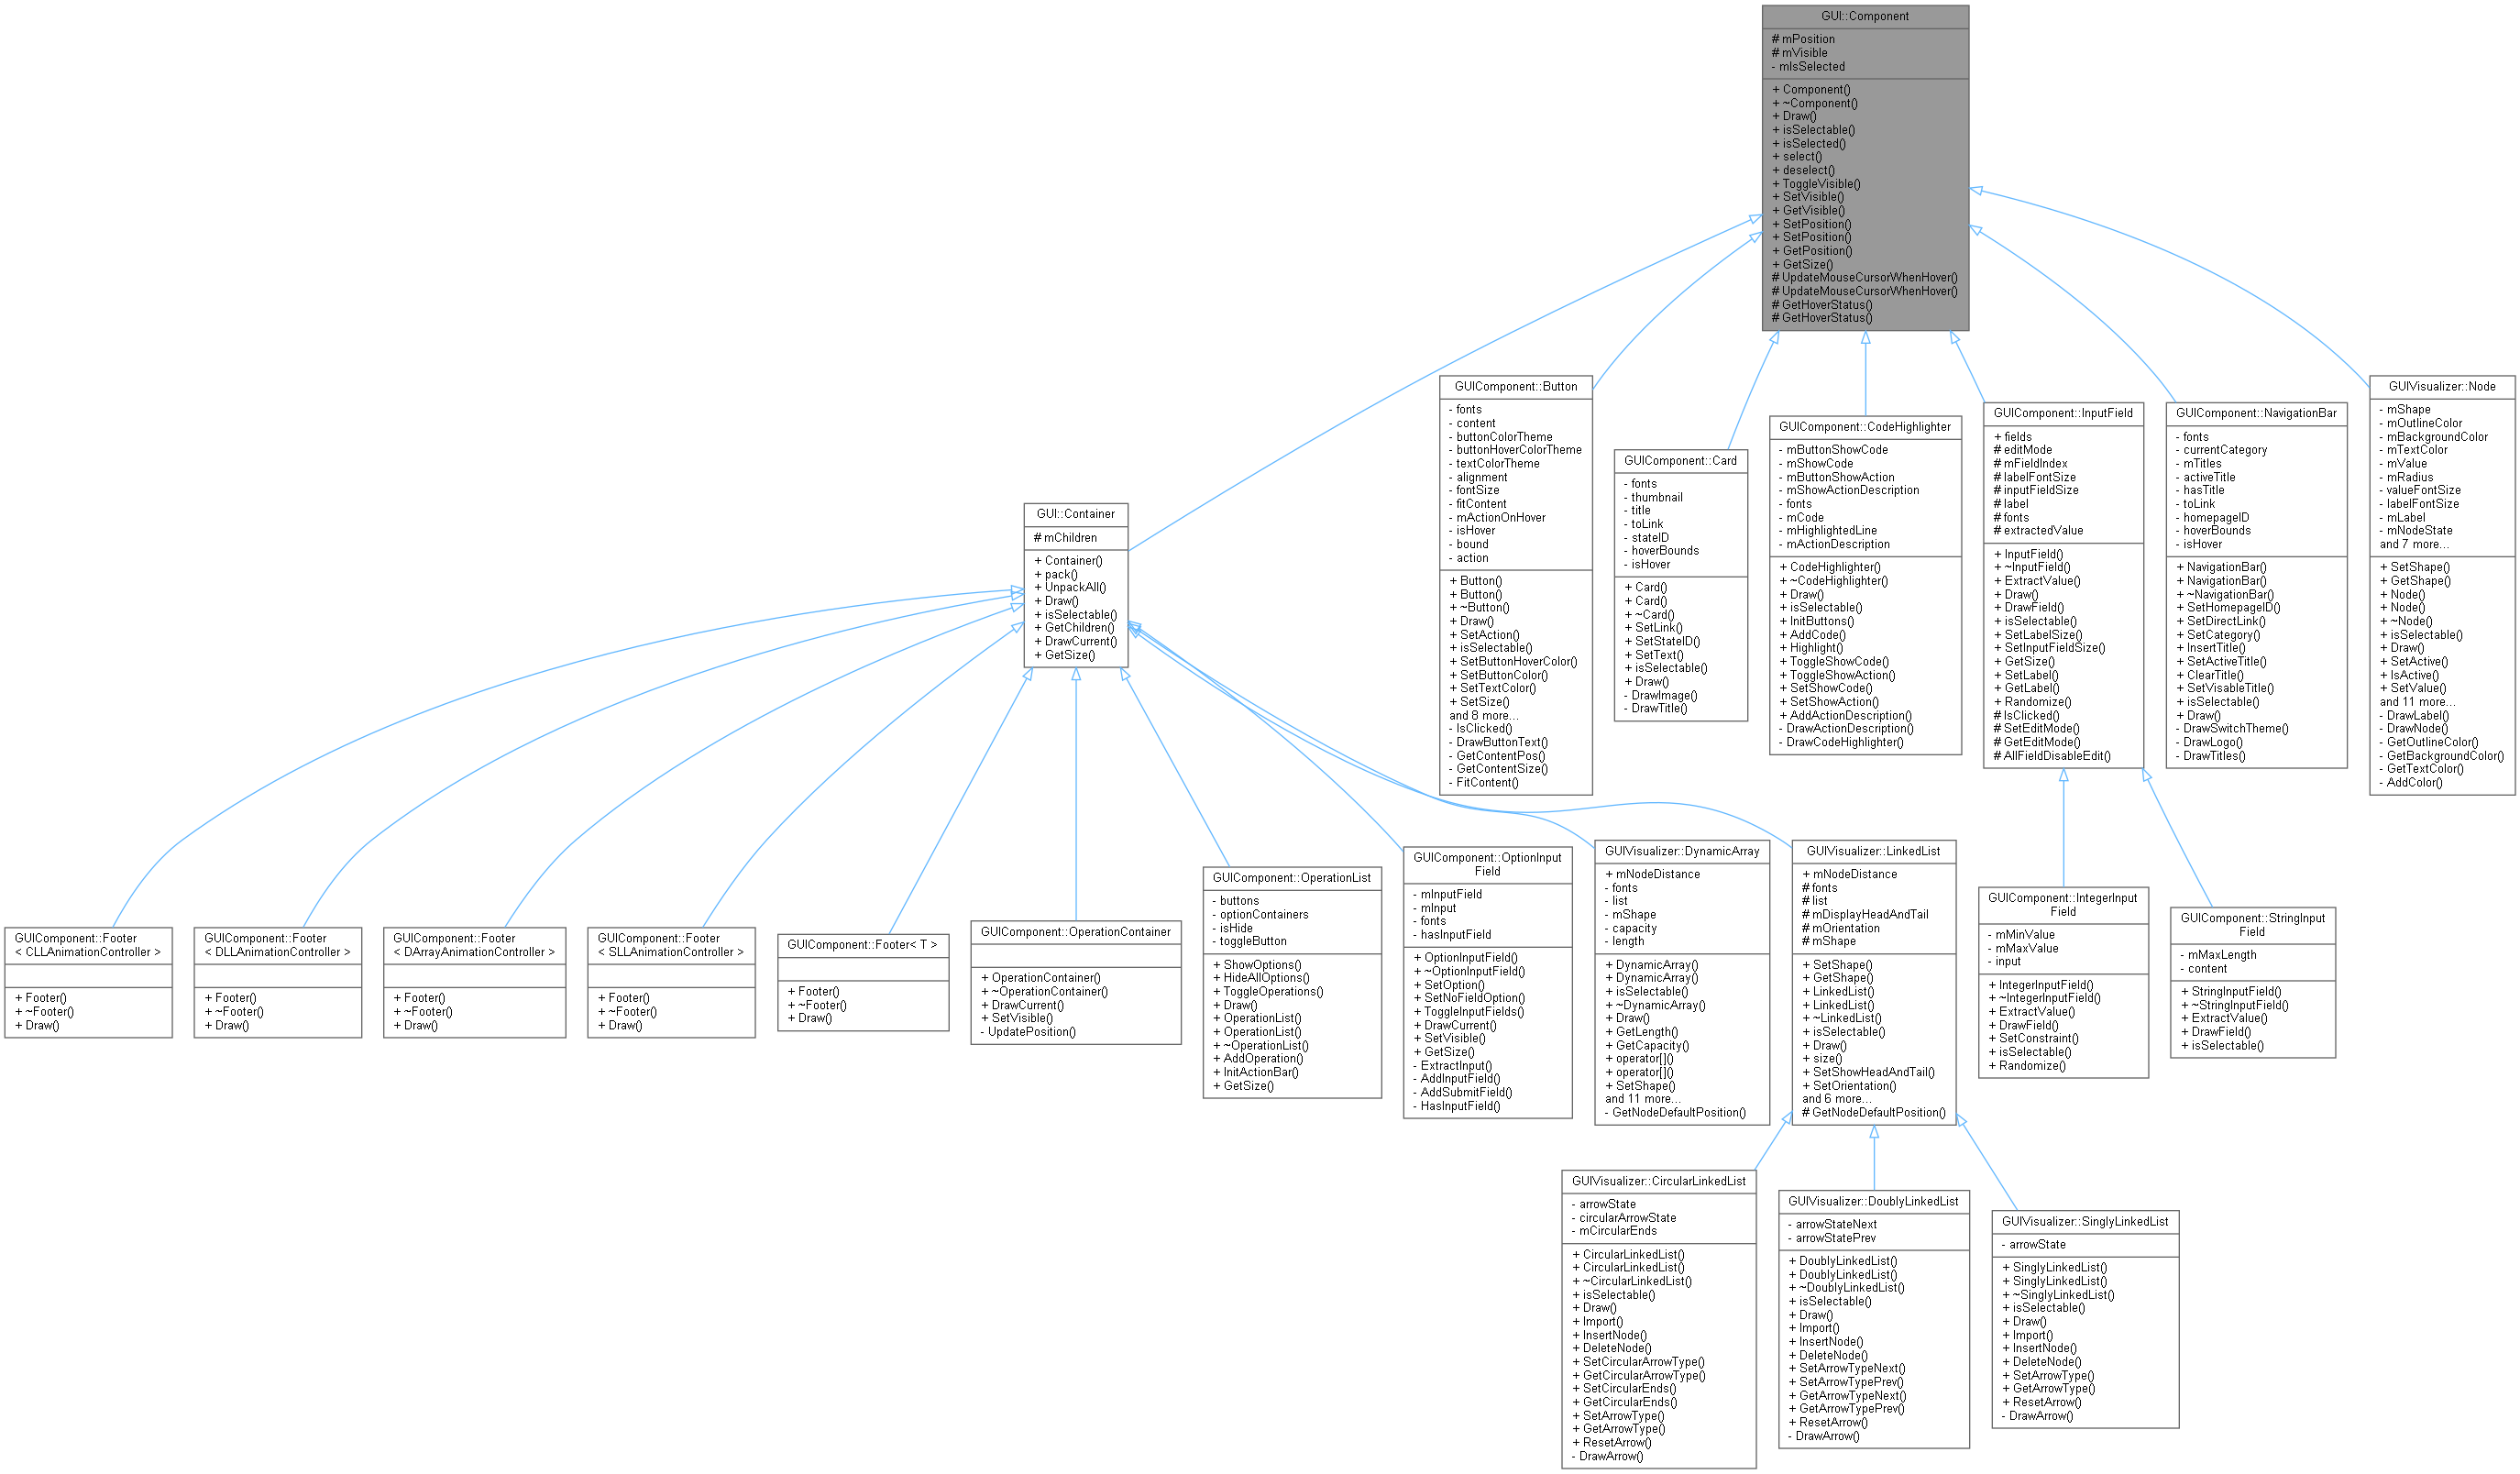 GUI::Component
# mPosition
# mVisible
- mIsSelected
+ Component()
+ ~Component()
+ Draw()
+ isSelectable()
+ isSelected()
+ select()
+ deselect()
+ ToggleVisible()
+ SetVisible()
+ GetVisible()
+ SetPosition()
+ SetPosition()
+ GetPosition()
+ GetSize()
# UpdateMouseCursorWhenHover()
# UpdateMouseCursorWhenHover()
# GetHoverStatus()
# GetHoverStatus()
GUI::Container
# mChildren
+ Container()
+ pack()
+ UnpackAll()
+ Draw()
+ isSelectable()
+ GetChildren()
+ DrawCurrent()
+ GetSize()
GUIComponent::Button
- fonts
- content
- buttonColorTheme
- buttonHoverColorTheme
- textColorTheme
- alignment
- fontSize
- fitContent
- mActionOnHover
- isHover
- bound
- action
+ Button()
+ Button()
+ ~Button()
+ Draw()
+ SetAction()
+ isSelectable()
+ SetButtonHoverColor()
+ SetButtonColor()
+ SetTextColor()
+ SetSize()
and 8 more...
- IsClicked()
- DrawButtonText()
- GetContentPos()
- GetContentSize()
- FitContent()
GUIComponent::Card
- fonts
- thumbnail
- title
- toLink
- stateID
- hoverBounds
- isHover
+ Card()
+ Card()
+ ~Card()
+ SetLink()
+ SetStateID()
+ SetText()
+ isSelectable()
+ Draw()
- DrawImage()
- DrawTitle()
GUIComponent::CodeHighlighter
- mButtonShowCode
- mShowCode
- mButtonShowAction
- mShowActionDescription
- fonts
- mCode
- mHighlightedLine
- mActionDescription
+ CodeHighlighter()
+ ~CodeHighlighter()
+ Draw()
+ isSelectable()
+ InitButtons()
+ AddCode()
+ Highlight()
+ ToggleShowCode()
+ ToggleShowAction()
+ SetShowCode()
+ SetShowAction()
+ AddActionDescription()
- DrawActionDescription()
- DrawCodeHighlighter()
GUIComponent::InputField
+ fields
# editMode
# mFieldIndex
# labelFontSize
# inputFieldSize
# label
# fonts
# extractedValue
+ InputField()
+ ~InputField()
+ ExtractValue()
+ Draw()
+ DrawField()
+ isSelectable()
+ SetLabelSize()
+ SetInputFieldSize()
+ GetSize()
+ SetLabel()
+ GetLabel()
+ Randomize()
# IsClicked()
# SetEditMode()
# GetEditMode()
# AllFieldDisableEdit()
GUIComponent::NavigationBar
- fonts
- currentCategory
- mTitles
- activeTitle
- hasTitle
- toLink
- homepageID
- hoverBounds
- isHover
+ NavigationBar()
+ NavigationBar()
+ ~NavigationBar()
+ SetHomepageID()
+ SetDirectLink()
+ SetCategory()
+ InsertTitle()
+ SetActiveTitle()
+ ClearTitle()
+ SetVisableTitle()
+ isSelectable()
+ Draw()
- DrawSwitchTheme()
- DrawLogo()
- DrawTitles()
GUIVisualizer::Node
- mShape
- mOutlineColor
- mBackgroundColor
- mTextColor
- mValue
- mRadius
- valueFontSize
- labelFontSize
- mLabel
- mNodeState
and 7 more...
+ SetShape()
+ GetShape()
+ Node()
+ Node()
+ ~Node()
+ isSelectable()
+ Draw()
+ SetActive()
+ IsActive()
+ SetValue()
and 11 more...
- DrawLabel()
- DrawNode()
- GetOutlineColor()
- GetBackgroundColor()
- GetTextColor()
- AddColor()
GUIComponent::Footer
< CLLAnimationController >
+ Footer()
+ ~Footer()
+ Draw()
GUIComponent::Footer
< DLLAnimationController >
+ Footer()
+ ~Footer()
+ Draw()
GUIComponent::Footer
< DArrayAnimationController >
+ Footer()
+ ~Footer()
+ Draw()
GUIComponent::Footer
< SLLAnimationController >
+ Footer()
+ ~Footer()
+ Draw()
GUIComponent::Footer< T >
+ Footer()
+ ~Footer()
+ Draw()
GUIComponent::OperationContainer
+ OperationContainer()
+ ~OperationContainer()
+ DrawCurrent()
+ SetVisible()
- UpdatePosition()
GUIComponent::OperationList
- buttons
- optionContainers
- isHide
- toggleButton
+ ShowOptions()
+ HideAllOptions()
+ ToggleOperations()
+ Draw()
+ OperationList()
+ OperationList()
+ ~OperationList()
+ AddOperation()
+ InitActionBar()
+ GetSize()
GUIComponent::OptionInput
Field
- mInputField
- mInput
- fonts
- hasInputField
+ OptionInputField()
+ ~OptionInputField()
+ SetOption()
+ SetNoFieldOption()
+ ToggleInputFields()
+ DrawCurrent()
+ SetVisible()
+ GetSize()
- ExtractInput()
- AddInputField()
- AddSubmitField()
- HasInputField()
GUIVisualizer::DynamicArray
+ mNodeDistance
- fonts
- list
- mShape
- capacity
- length
+ DynamicArray()
+ DynamicArray()
+ isSelectable()
+ ~DynamicArray()
+ Draw()
+ GetLength()
+ GetCapacity()
+ operator[]()
+ operator[]()
+ SetShape()
and 11 more...
- GetNodeDefaultPosition()
GUIVisualizer::LinkedList
+ mNodeDistance
# fonts
# list
# mDisplayHeadAndTail
# mOrientation
# mShape
+ SetShape()
+ GetShape()
+ LinkedList()
+ LinkedList()
+ ~LinkedList()
+ isSelectable()
+ Draw()
+ size()
+ SetShowHeadAndTail()
+ SetOrientation()
and 6 more...
# GetNodeDefaultPosition()
GUIComponent::IntegerInput
Field
- mMinValue
- mMaxValue
- input
+ IntegerInputField()
+ ~IntegerInputField()
+ ExtractValue()
+ DrawField()
+ SetConstraint()
+ isSelectable()
+ Randomize()
GUIComponent::StringInput
Field
- mMaxLength
- content
+ StringInputField()
+ ~StringInputField()
+ ExtractValue()
+ DrawField()
+ isSelectable()
GUIVisualizer::CircularLinkedList
- arrowState
- circularArrowState
- mCircularEnds
+ CircularLinkedList()
+ CircularLinkedList()
+ ~CircularLinkedList()
+ isSelectable()
+ Draw()
+ Import()
+ InsertNode()
+ DeleteNode()
+ SetCircularArrowType()
+ GetCircularArrowType()
+ SetCircularEnds()
+ GetCircularEnds()
+ SetArrowType()
+ GetArrowType()
+ ResetArrow()
- DrawArrow()
GUIVisualizer::DoublyLinkedList
- arrowStateNext
- arrowStatePrev
+ DoublyLinkedList()
+ DoublyLinkedList()
+ ~DoublyLinkedList()
+ isSelectable()
+ Draw()
+ Import()
+ InsertNode()
+ DeleteNode()
+ SetArrowTypeNext()
+ SetArrowTypePrev()
+ GetArrowTypeNext()
+ GetArrowTypePrev()
+ ResetArrow()
- DrawArrow()
GUIVisualizer::SinglyLinkedList
- arrowState
+ SinglyLinkedList()
+ SinglyLinkedList()
+ ~SinglyLinkedList()
+ isSelectable()
+ Draw()
+ Import()
+ InsertNode()
+ DeleteNode()
+ SetArrowType()
+ GetArrowType()
+ ResetArrow()
- DrawArrow()